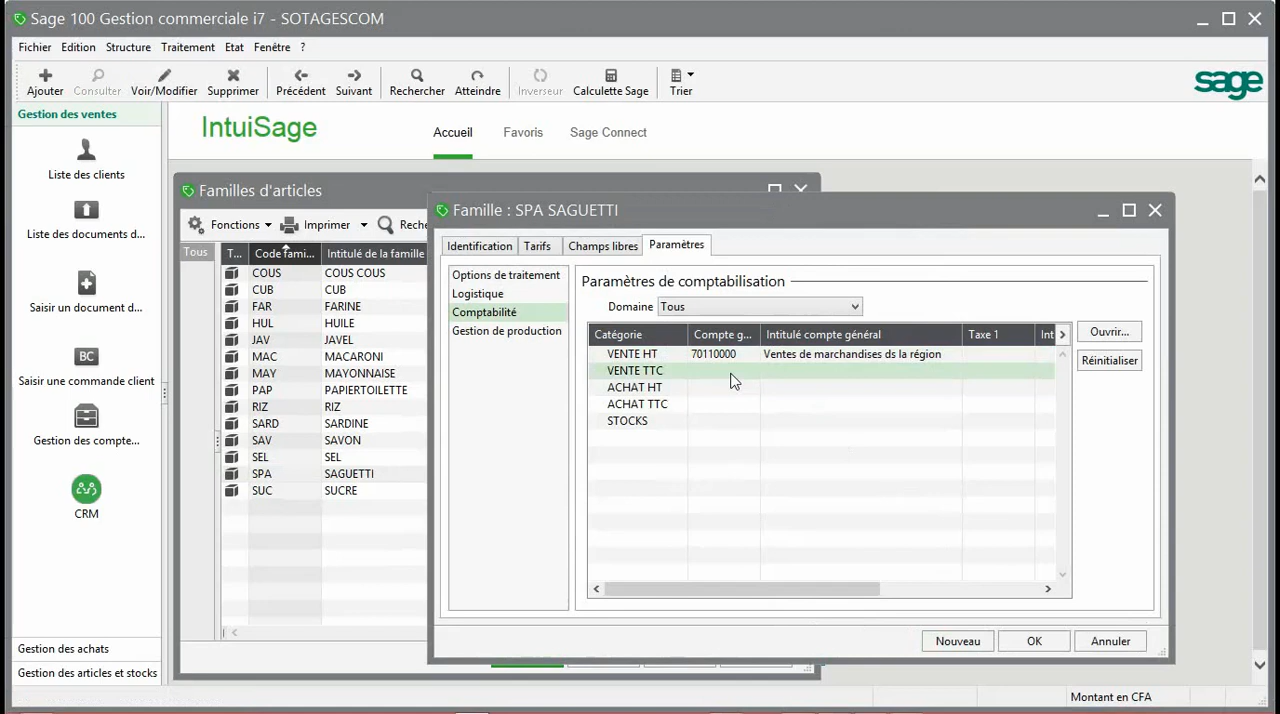 Sage 100 Gestion commerciale i7 - SOTAGESCOM
Fichier Edition Structure Traitement Etat Fenêtre ?
Ajouter Consulter Voir/Modifier Supprimer Précédent Suivant Rechercher Atteindre Inverseur Calculette Sage Trier
sage
Gestion des ventes
IntuiSage Accueil Favoris Sage Connect
Liste des clients
Liste des documents d...
Saisir un document d...
BC
Saisir une commande client
Gestion des compte...
CRM
Gestion des achats
Gestion des articles et stocks
Familles d'articles
Fonctions Imprimer Reche
Tous
T... Code fami... Intitulé de la famille
COUS COUS COUS
CUB CUB
FAR FARINE
HUL HUILE
JAV JAVEL
MAC MACARONI
MAY MAYONNAISE
PAP PAPIERTOILETTE
RIZ RIZ
SARD SARDINE
SAV SAVON
SEL SEL
SPA SAGUETTI
SUC SUCRE
Famille : SPA SAGUETTI
Identification Tarifs Champs libres Paramètres
Options de traitement
Logistique
Comptabilité
Gestion de production
Paramètres de comptabilisation
Domaine Tous
Catégorie Compte g... Intitulé compte général Taxe 1 Int
VENTE HT 70110000 Ventes de marchandises ds la région
VENTE TTC
ACHAT HT
ACHAT TTC
STOCKS
Ouvrir...
Réinitialiser
Nouveau OK Annuler
Montant en CFA